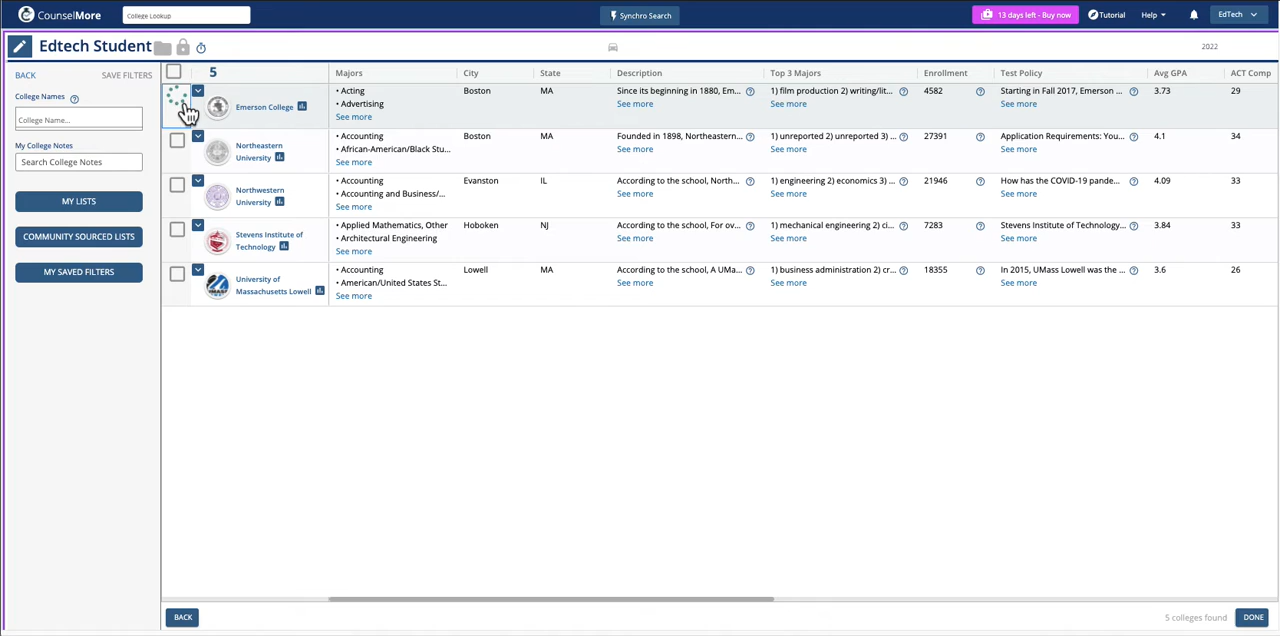 CounselMore
College Lookup
Synchro Search
13 days left - Buy now
Tutorial
Help
EdTech
Edtech Student
2022
BACK
SAVE FILTERS
College Names
College Name...
My College Notes
Search College Notes
MY LISTS
COMMUNITY SOURCED LISTS
MY SAVED FILTERS
5
Majors
City
State
Description
Top 3 Majors
Enrollment
Test Policy
Avg GPA
ACT Comp
Emerson College
• Acting
• Advertising
See more
Boston
MA
Since its beginning in 1880, Em...
See more
1) film production 2) writing/lit...
See more
4582
Starting in Fall 2017, Emerson ...
See more
3.73
29
Northeastern
University
• Accounting
• African-American/Black Stu...
See more
Boston
MA
Founded in 1898, Northeastern...
See more
1) unreported 2) unreported 3) ...
See more
27391
Application Requirements: You...
See more
4.1
34
Northwestern
University
• Accounting
• Accounting and Business/...
See more
Evanston
IL
According to the school, North...
See more
1) engineering 2) economics 3) ...
See more
21946
How has the COVID-19 pande...
See more
4.09
33
Stevens Institute of
Technology
• Applied Mathematics, Other
• Architectural Engineering
See more
Hoboken
NJ
According to the school, For ov...
See more
1) mechanical engineering 2) ci...
See more
7283
Stevens Institute of Technology...
See more
3.84
33
University of
Massachusetts Lowell
• Accounting
• American/United States St...
See more
Lowell
MA
According to the school, A UMa...
See more
1) business administration 2) cr...
See more
18355
In 2015, UMass Lowell was the ...
See more
3.6
26
BACK
5 colleges found
DONE